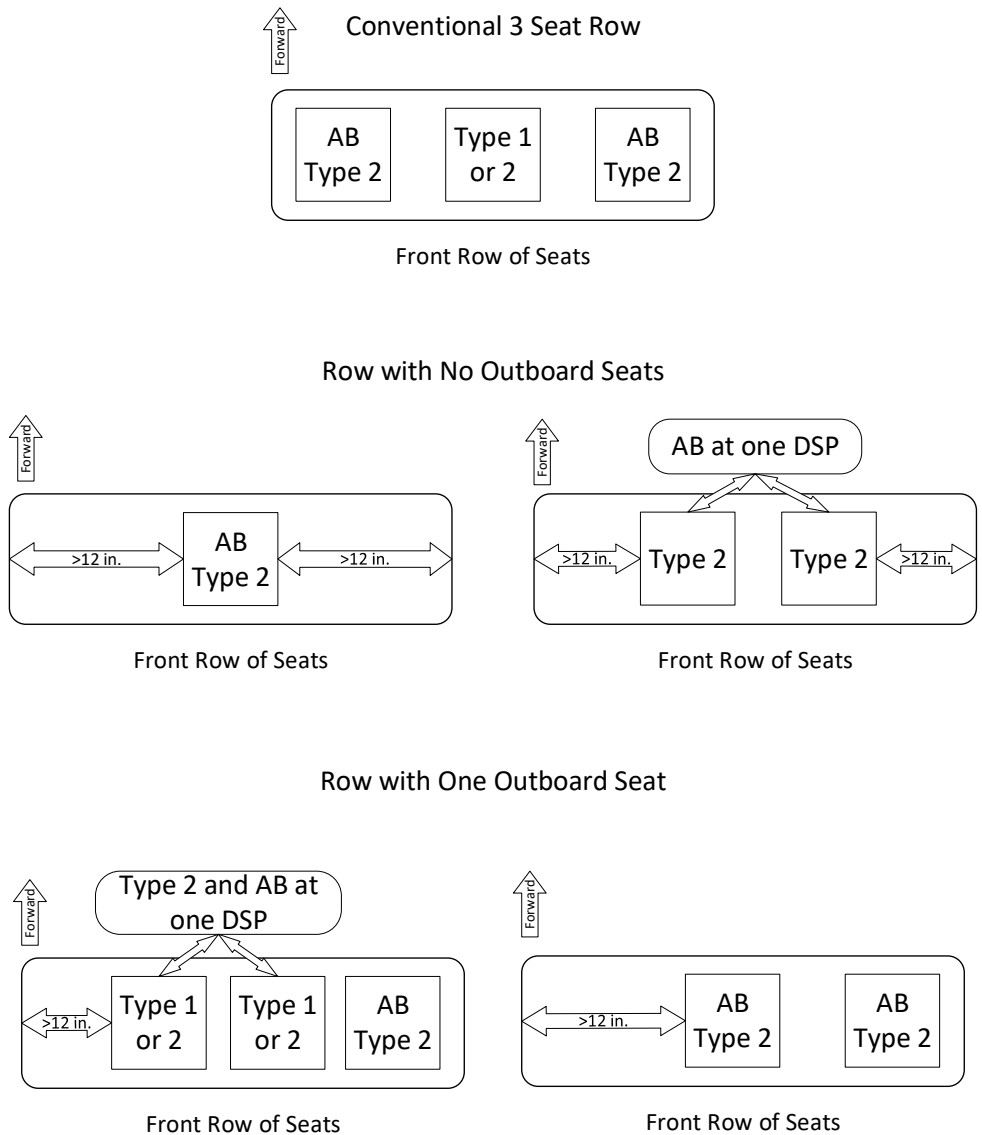 Conventional 3 Seat Row
Forward
AB
Type 2
Type 1
or 2
AB
Type 2
Front Row of Seats
Row with No Outboard Seats
Forward
>12 in.
AB
Type 2
>12 in.
Front Row of Seats
Forward
AB at one DSP
>12 in.
Type 2
Type 2
>12 in.
Front Row of Seats
Row with One Outboard Seat
Forward
Type 2 and AB at
one DSP
>12 in.
Type 1
or 2
Type 1
or 2
AB
Type 2
Front Row of Seats
Forward
>12 in.
AB
Type 2
AB
Type 2
Front Row of Seats